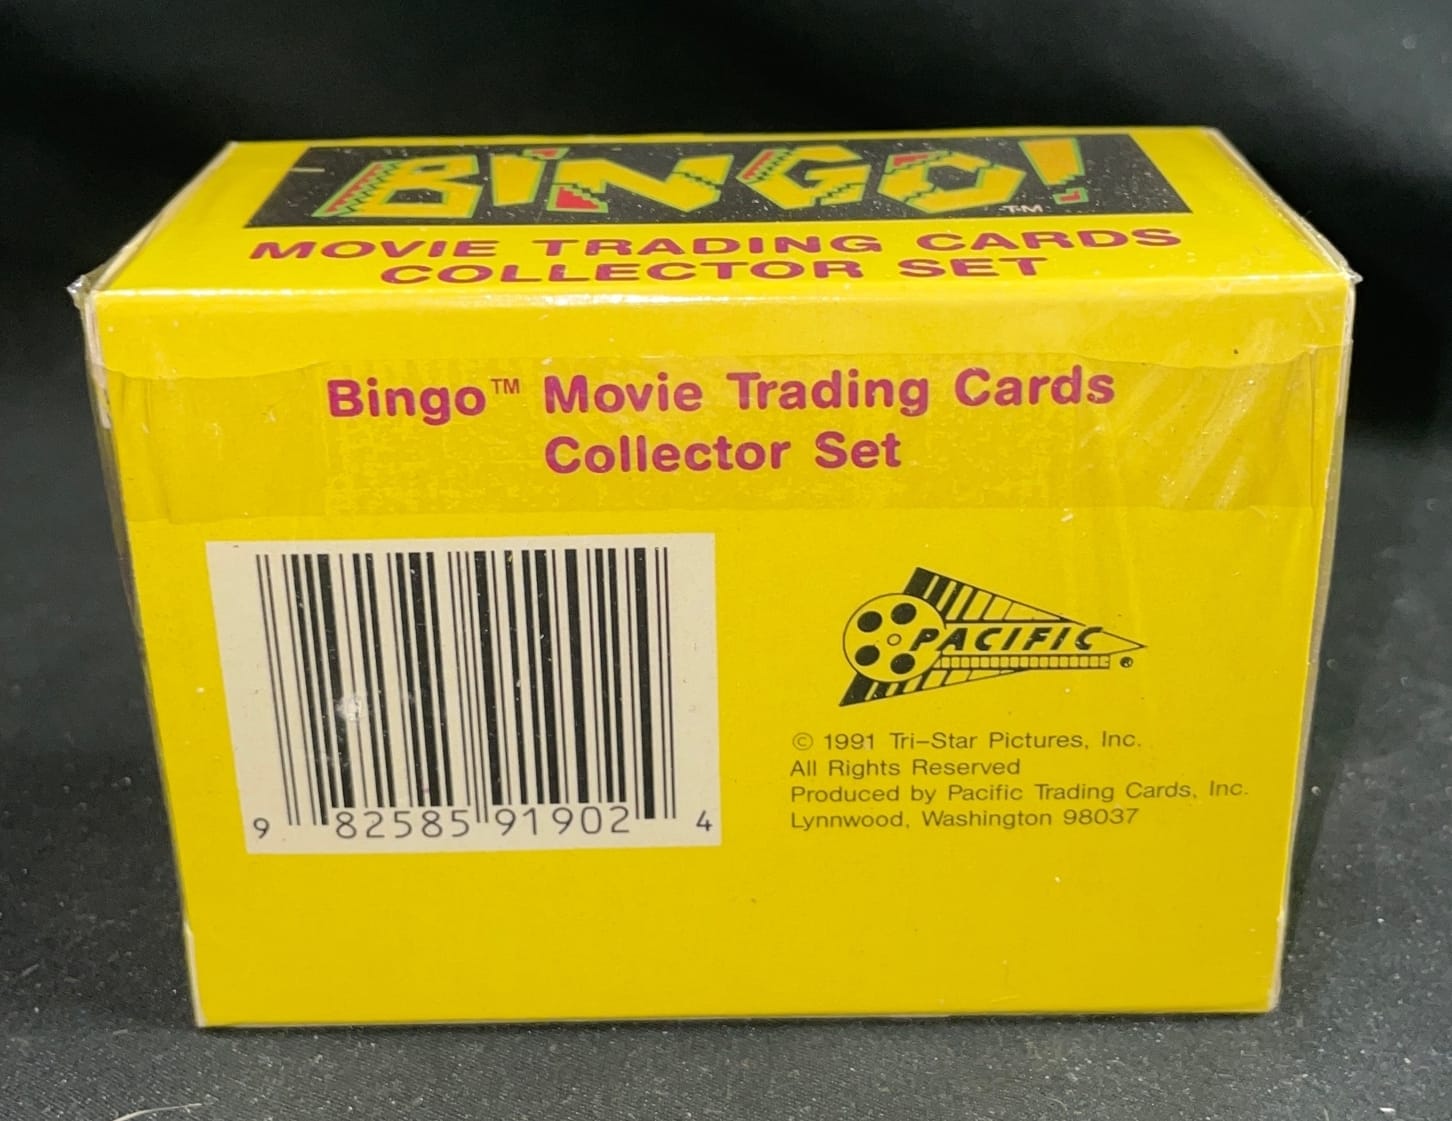 BINGO!
TM
MOVIE TRADING CARDS
COLLECTOR SET
Bingo™ Movie Trading Cards
Collector Set
PACIFIC ®
© 1991 Tri-Star Pictures, Inc.
All Rights Reserved
Produced by Pacific Trading Cards, Inc.
Lynnwood, Washington 98037
9 82585 91902 4